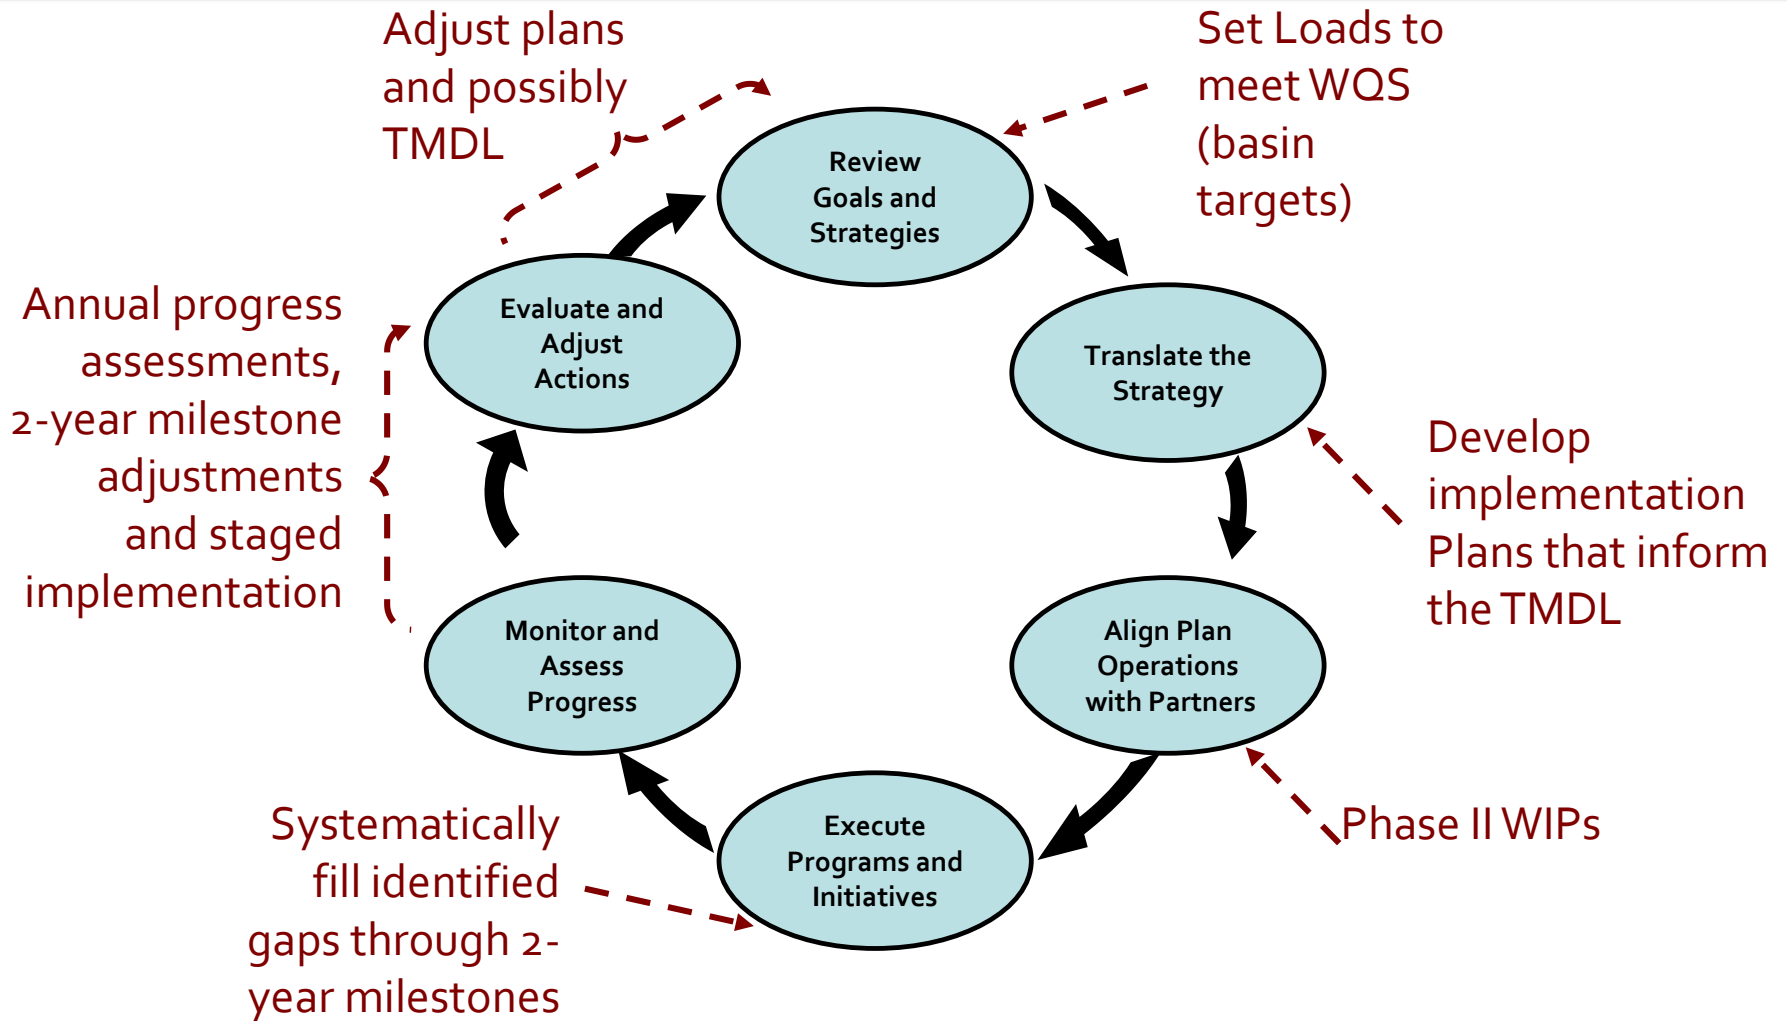 Adjust plans
and possibly
TMDL
Set Loads to
meet WQS
(basin
targets)
Review
Goals and
Strategies
Evaluate and
Adjust
Actions
Translate the
Strategy
Annual progress
assessments,
2-year milestone
adjustments
and staged
implementation
Develop
implementation
Plans that inform
the TMDL
Monitor and
Assess
Progress
Align Plan
Operations
with Partners
Systematically
fill identified
gaps through 2-
year milestones
Execute
Programs and
Initiatives
Phase II WIPs